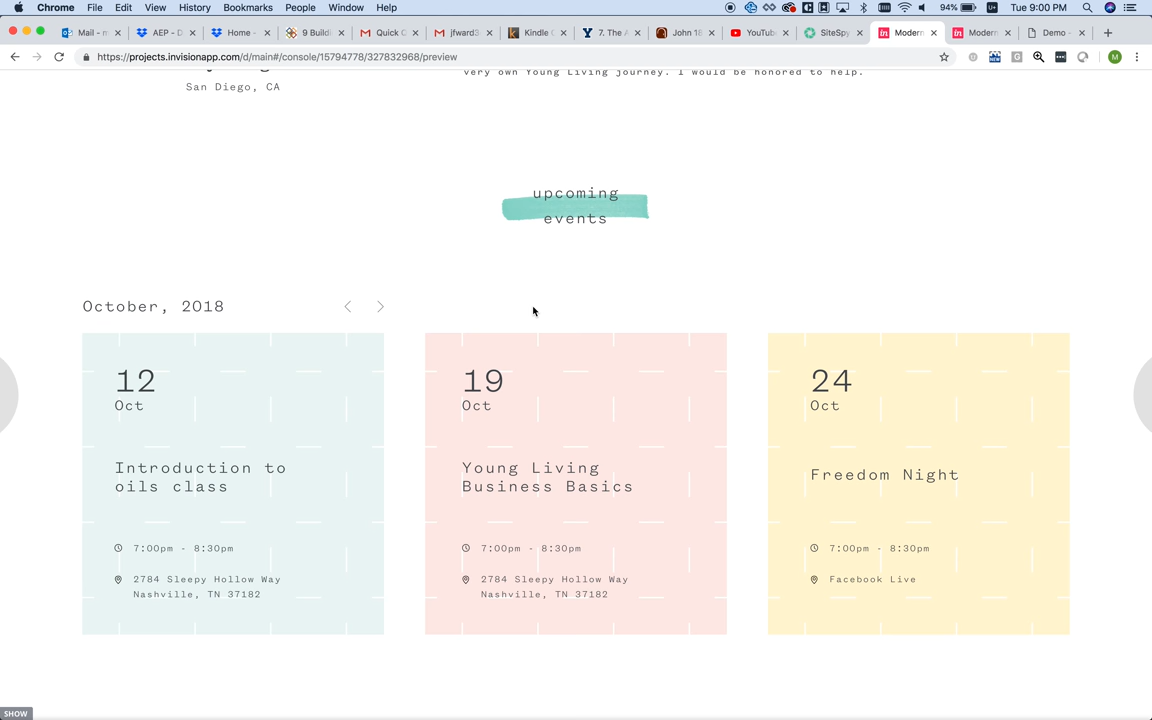 Chrome File Edit View History Bookmarks People Window Help 94% Tue 9:00 PM
Mail - m AEP - D Home - 9 Buildi Quick C jfward3 Kindle C 7. The A John 18 YouTub SiteSpy Modern Modern Demo -
https://projects.invisionapp.com/d/main#/console/15794778/327832968/preview
very own Young Living journey. I would be honored to help.
San Diego, CA
upcoming
events
October, 2018
12
Oct
Introduction to
oils class
7:00pm - 8:30pm
2784 Sleepy Hollow Way
Nashville, TN 37182
19
Oct
Young Living
Business Basics
7:00pm - 8:30pm
2784 Sleepy Hollow Way
Nashville, TN 37182
24
Oct
Freedom Night
7:00pm - 8:30pm
Facebook Live
SHOW